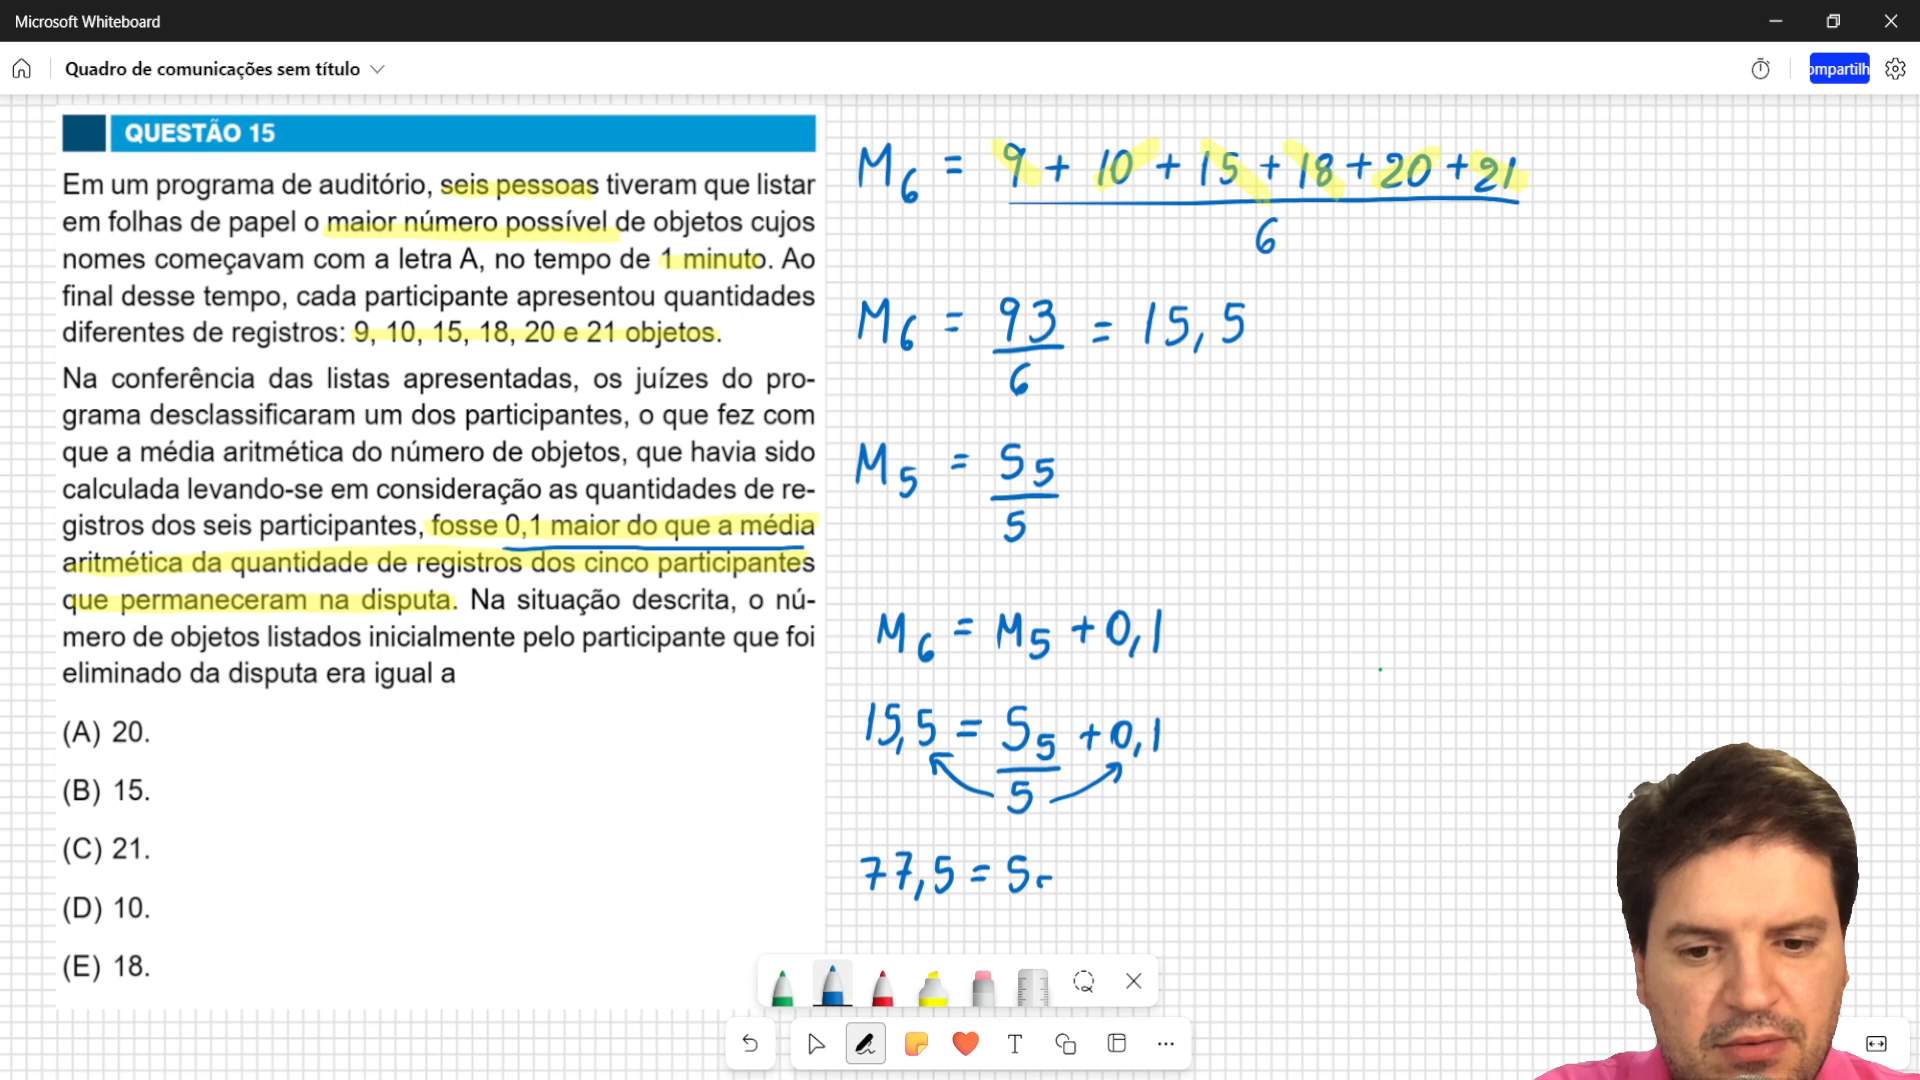 Microsoft Whiteboard
Quadro de comunicações sem título
ompartilh
QUESTÃO 15
Em um programa de auditório, seis pessoas tiveram que listar
em folhas de papel o maior número possível de objetos cujos
nomes começavam com a letra A, no tempo de 1 minuto. Ao
final desse tempo, cada participante apresentou quantidades
diferentes de registros: 9, 10, 15, 18, 20 e 21 objetos.
Na conferência das listas apresentadas, os juízes do pro-
grama desclassificaram um dos participantes, o que fez com
que a média aritmética do número de objetos, que havia sido
calculada levando-se em consideração as quantidades de re-
gistros dos seis participantes, fosse 0,1 maior do que a média
aritmética da quantidade de registros dos cinco participantes
que permaneceram na disputa. Na situação descrita, o nú-
mero de objetos listados inicialmente pelo participante que foi
eliminado da disputa era igual a
(A) 20.
(B) 15.
(C) 21.
(D) 10.
(E) 18.
M6 = 9 + 10 + 15 + 18 + 20 + 21
6
M6 = 93 = 15,5
6
M5 = S5
5
M6 = M5 + 0,1
15,5 = S5 + 0,1
5
77,5 = S